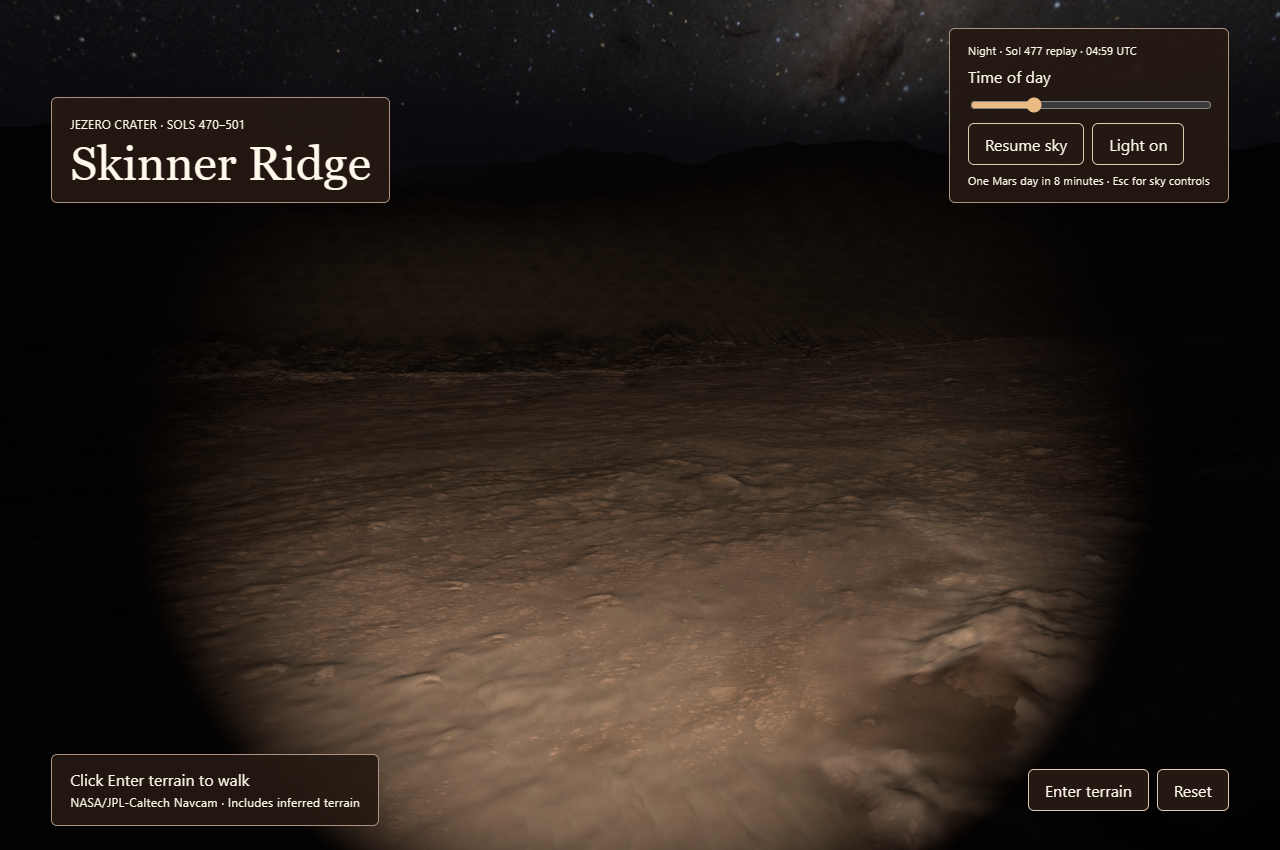 JEZERO CRATER · SOLS 470–501
Skinner Ridge
Night · Sol 477 replay · 04:59 UTC
Time of day
Resume sky
Light on
One Mars day in 8 minutes · Esc for sky controls
Click Enter terrain to walk
NASA/JPL-Caltech Navcam · Includes inferred terrain
Enter terrain
Reset